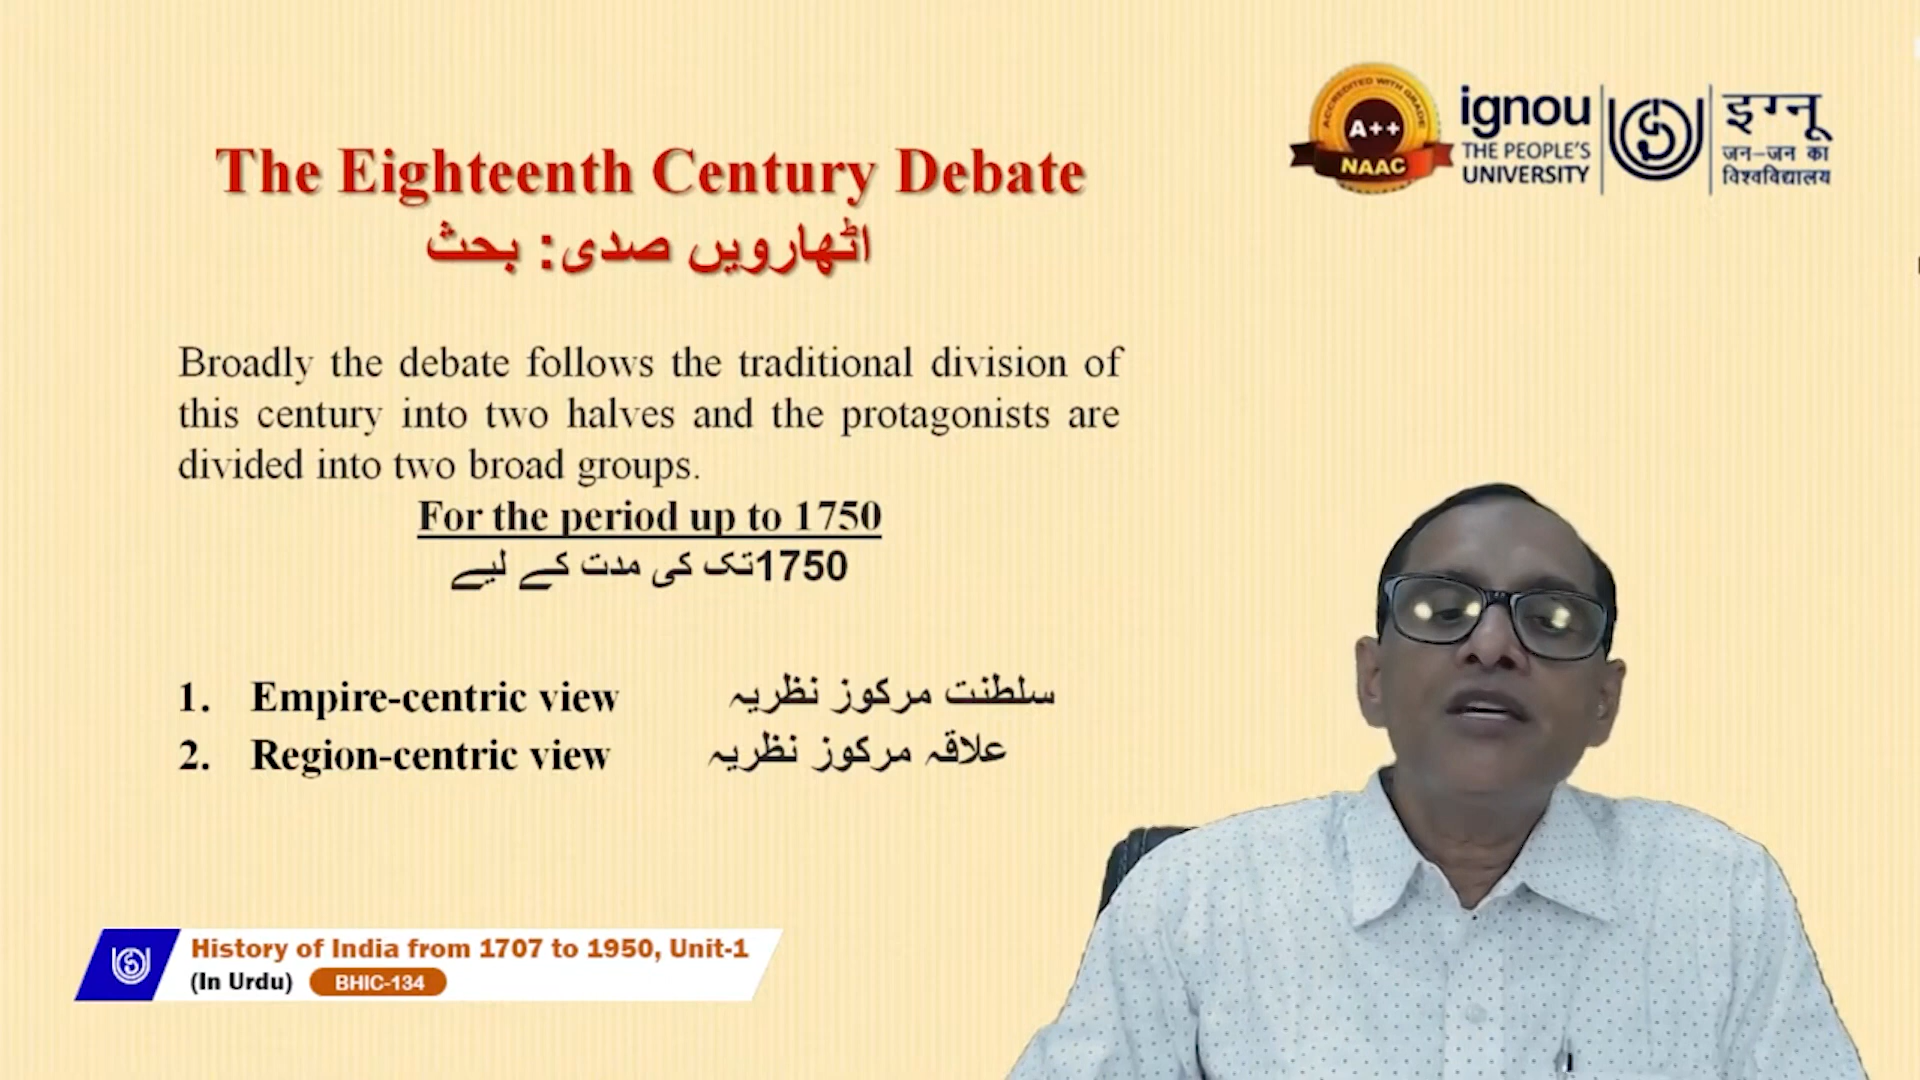 ACCREDITED WITH GRADE
A++
NAAC
ignou
THE PEOPLE'S
UNIVERSITY
इग्नू
जन-जन का
विश्वविद्यालय
The Eighteenth Century Debate
اٹھارویں صدی: بحث
Broadly the debate follows the traditional division of
this century into two halves and the protagonists are
divided into two broad groups.
For the period up to 1750
1750تک کی مدت کے لیے
1. Empire-centric view سلطنت مرکوز نظریہ
2. Region-centric view علاقہ مرکوز نظریہ
History of India from 1707 to 1950, Unit-1
(In Urdu) BHIC-134